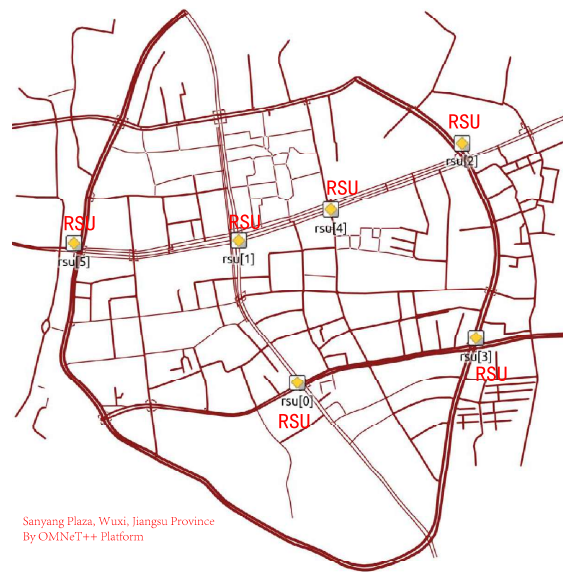 RSU
rsu[2]
RSU
rsu[4]
RSU
rsu[5]
RSU
rsu[1]
rsu[3]
RSU
rsu[0]
RSU
Sanyang Plaza, Wuxi, Jiangsu Province
By OMNeT++ Platform